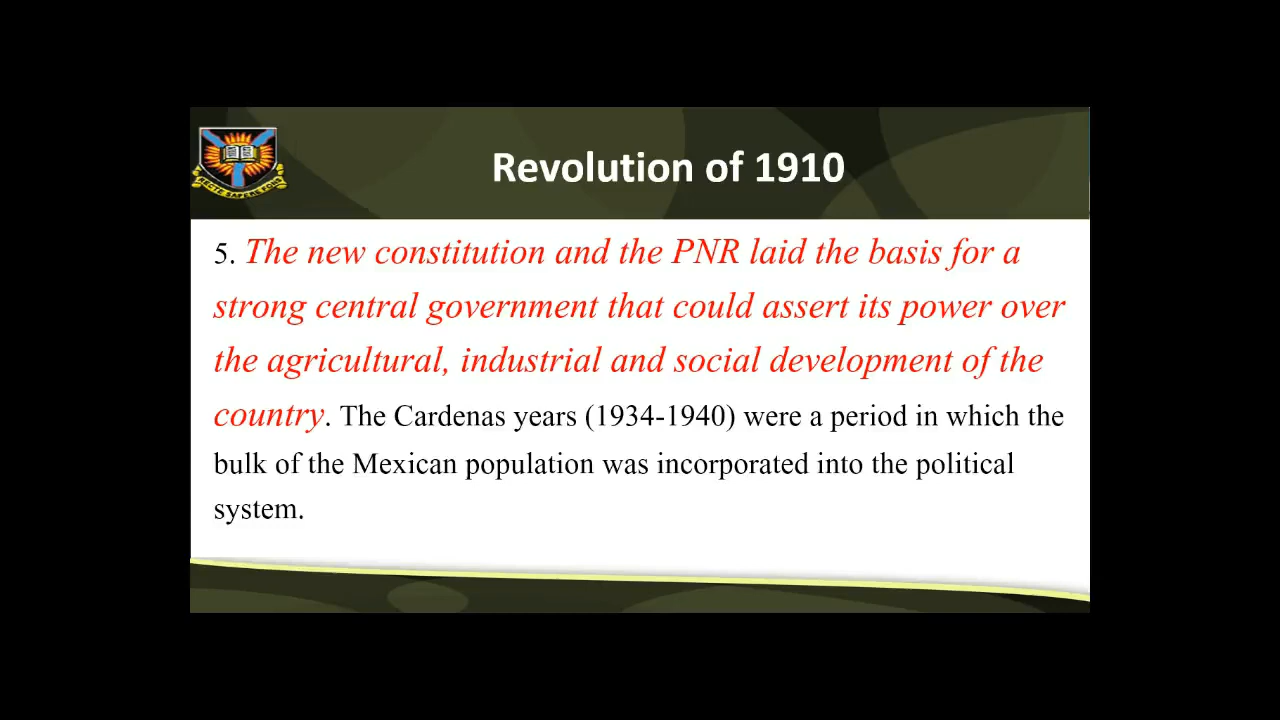 Revolution of 1910
5. The new constitution and the PNR laid the basis for a
strong central government that could assert its power over
the agricultural, industrial and social development of the
country. The Cardenas years (1934-1940) were a period in which the
bulk of the Mexican population was incorporated into the political
system.